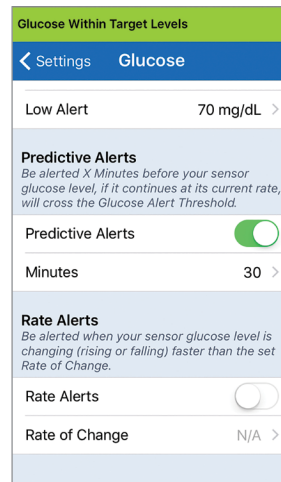 Glucose Within Target Levels
Settings Glucose
Low Alert 70 mg/dL
Predictive Alerts
Be alerted X Minutes before your sensor
glucose level, if it continues at its current rate,
will cross the Glucose Alert Threshold.
Predictive Alerts
Minutes 30
Rate Alerts
Be alerted when your sensor glucose level is
changing (rising or falling) faster than the set
Rate of Change.
Rate Alerts
Rate of Change N/A